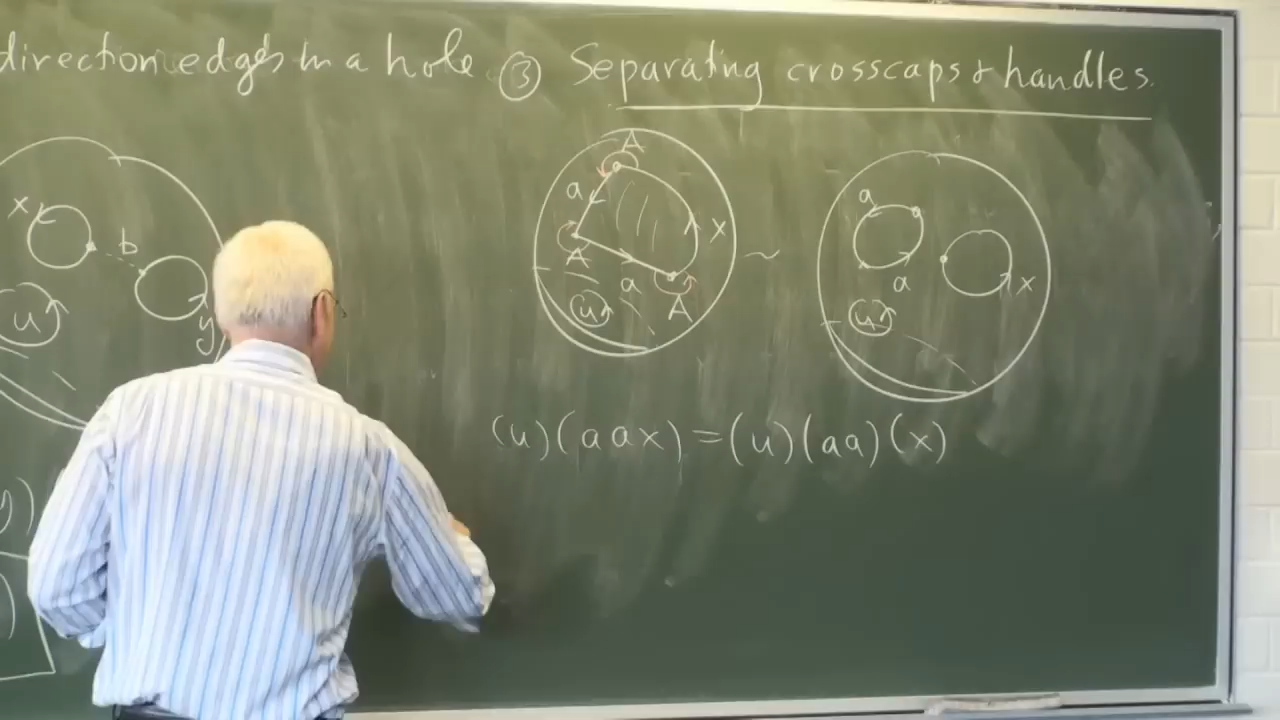 direction edges in a hole ③ Separating crosscaps & handles.
x b y u
A a x A a A u
~
a a x u
(u)(aax) = (u)(aa)(x)
y)